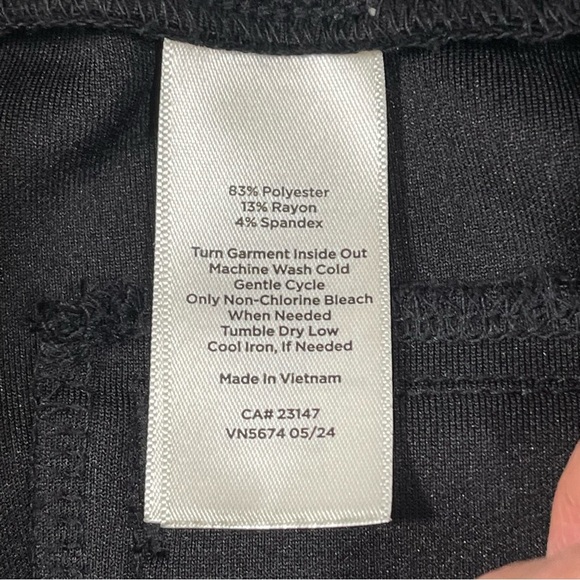 83% Polyester
13% Rayon
4% Spandex
Turn Garment Inside Out
Machine Wash Cold
Gentle Cycle
Only Non-Chlorine Bleach
When Needed
Tumble Dry Low
Cool Iron, If Needed
Made In Vietnam
CA# 23147
VN5674 05/24